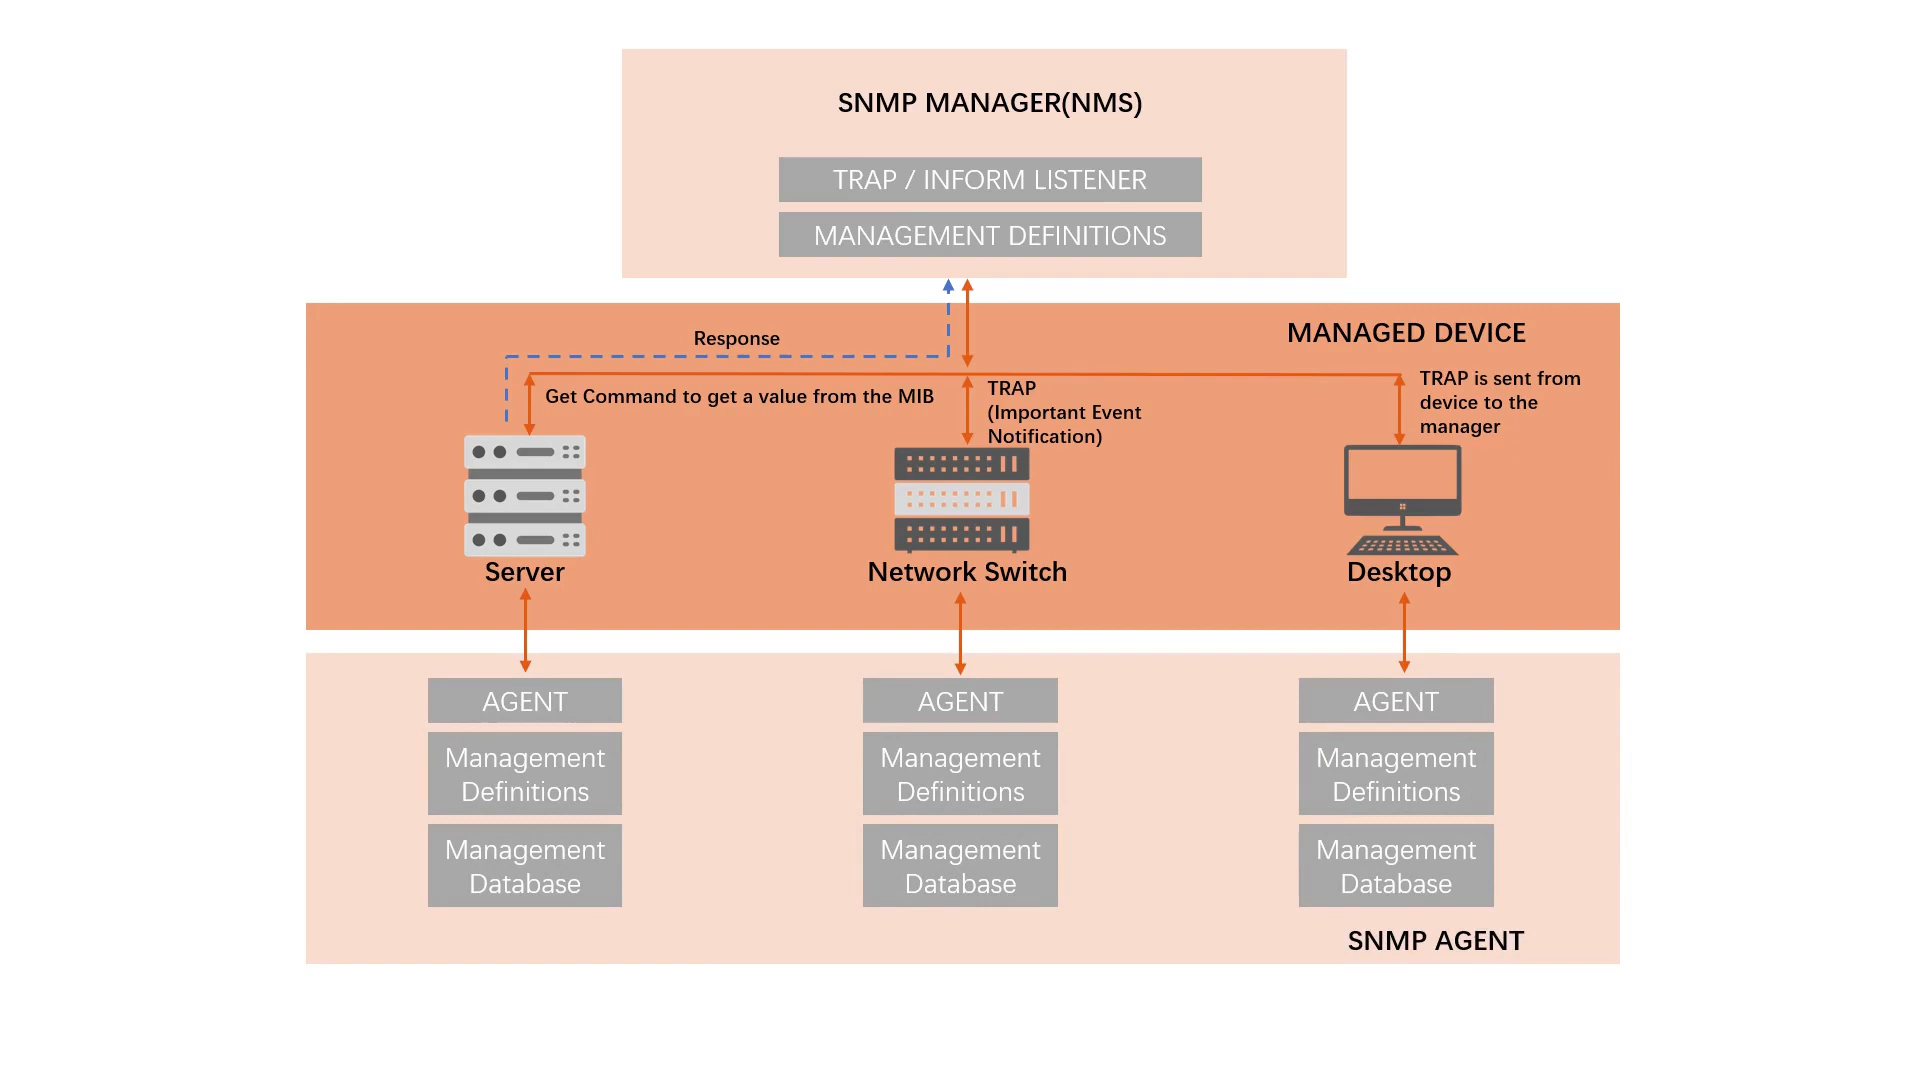 SNMP MANAGER(NMS)
TRAP / INFORM LISTENER
MANAGEMENT DEFINITIONS
MANAGED DEVICE
Response
Get Command to get a value from the MIB
TRAP
(Important Event
Notification)
TRAP is sent from
device to the
manager
Server
Network Switch
Desktop
AGENT
Management
Definitions
Management
Database
AGENT
Management
Definitions
Management
Database
AGENT
Management
Definitions
Management
Database
SNMP AGENT